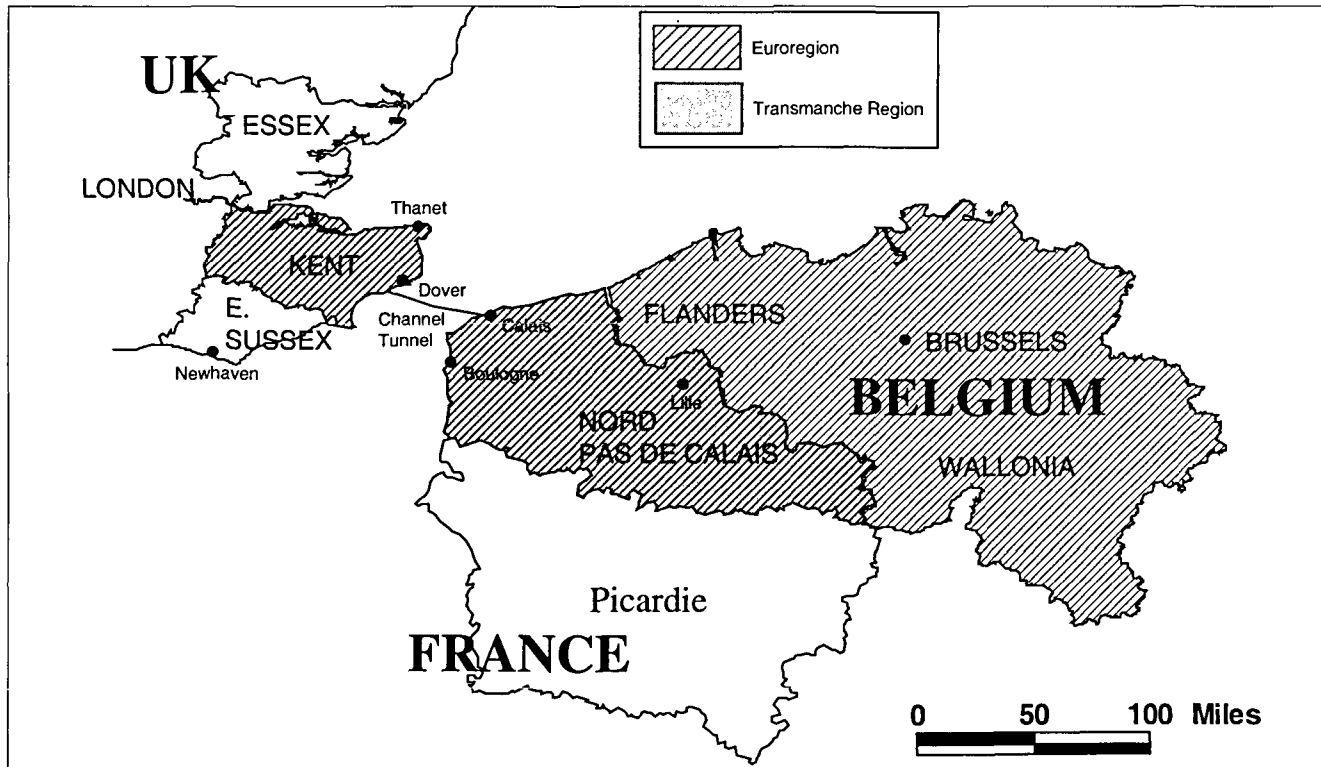 UK
ESSEX
LONDON
Thanet
KENT
Dover
E.
SUSSEX
Newhaven
Channel
Tunnel
Calais
Boulogne
Lille
NORD
PAS DE CALAIS
FLANDERS
BRUSSELS
BELGIUM
WALLONIA
Picardie
FRANCE
Euroregion
Transmanche Region
0 50 100 Miles